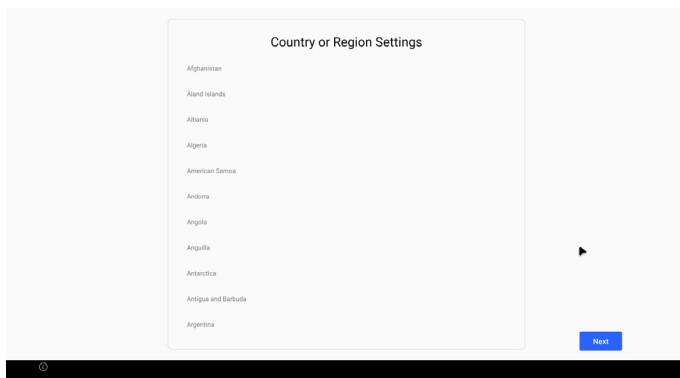 Country or Region Settings
Afghanistan
Åland Islands
Albania
Algeria
American Samoa
Andorra
Angola
Anguilla
Antarctica
Antigua and Barbuda
Argentina
Next